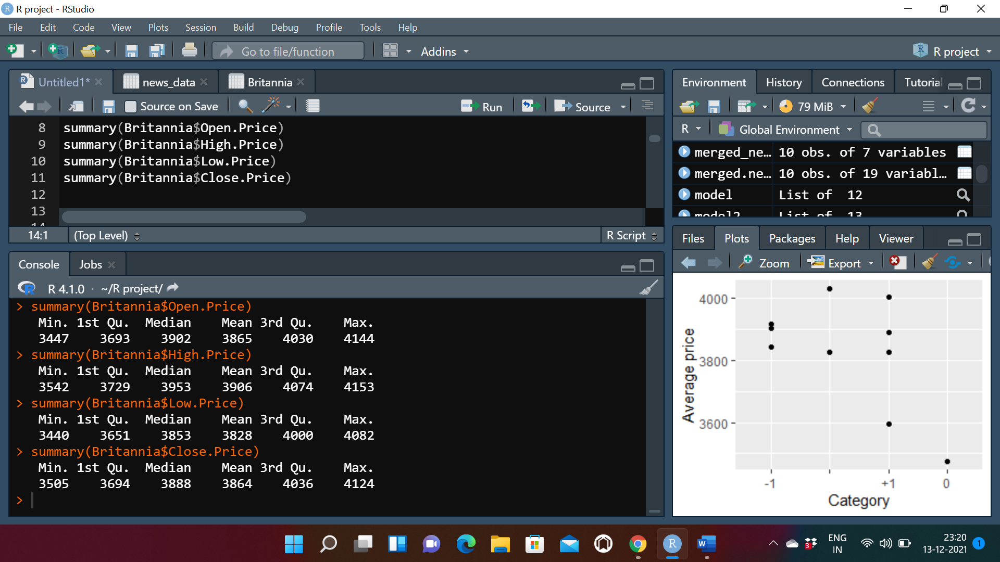 R project - RStudio
File Edit Code View Plots Session Build Debug Profile Tools Help
Go to file/function Addins R project
Untitled1* news_data Britannia
Source on Save Run Source
8 summary(Britannia$Open.Price)
9 summary(Britannia$High.Price)
10 summary(Britannia$Low.Price)
11 summary(Britannia$Close.Price)
12
13
14:1 (Top Level) R Script
Console Jobs
R 4.1.0 · ~/R project/
> summary(Britannia$Open.Price)
Min. 1st Qu. Median Mean 3rd Qu. Max.
3447 3693 3902 3865 4030 4144
> summary(Britannia$High.Price)
Min. 1st Qu. Median Mean 3rd Qu. Max.
3542 3729 3953 3906 4074 4153
> summary(Britannia$Low.Price)
Min. 1st Qu. Median Mean 3rd Qu. Max.
3440 3651 3853 3828 4000 4082
> summary(Britannia$Close.Price)
Min. 1st Qu. Median Mean 3rd Qu. Max.
3505 3694 3888 3864 4036 4124
>
Environment History Connections Tutorial
79 MiB
R Global Environment
merged_ne… 10 obs. of 7 variables
merged.ne… 10 obs. of 19 variabl…
model List of 12
model2 List of 13
Files Plots Packages Help Viewer
Zoom Export
4000
3800
3600
Average price
-1 +1 0
Category
3
ENG
IN
23:20
13-12-2021
1